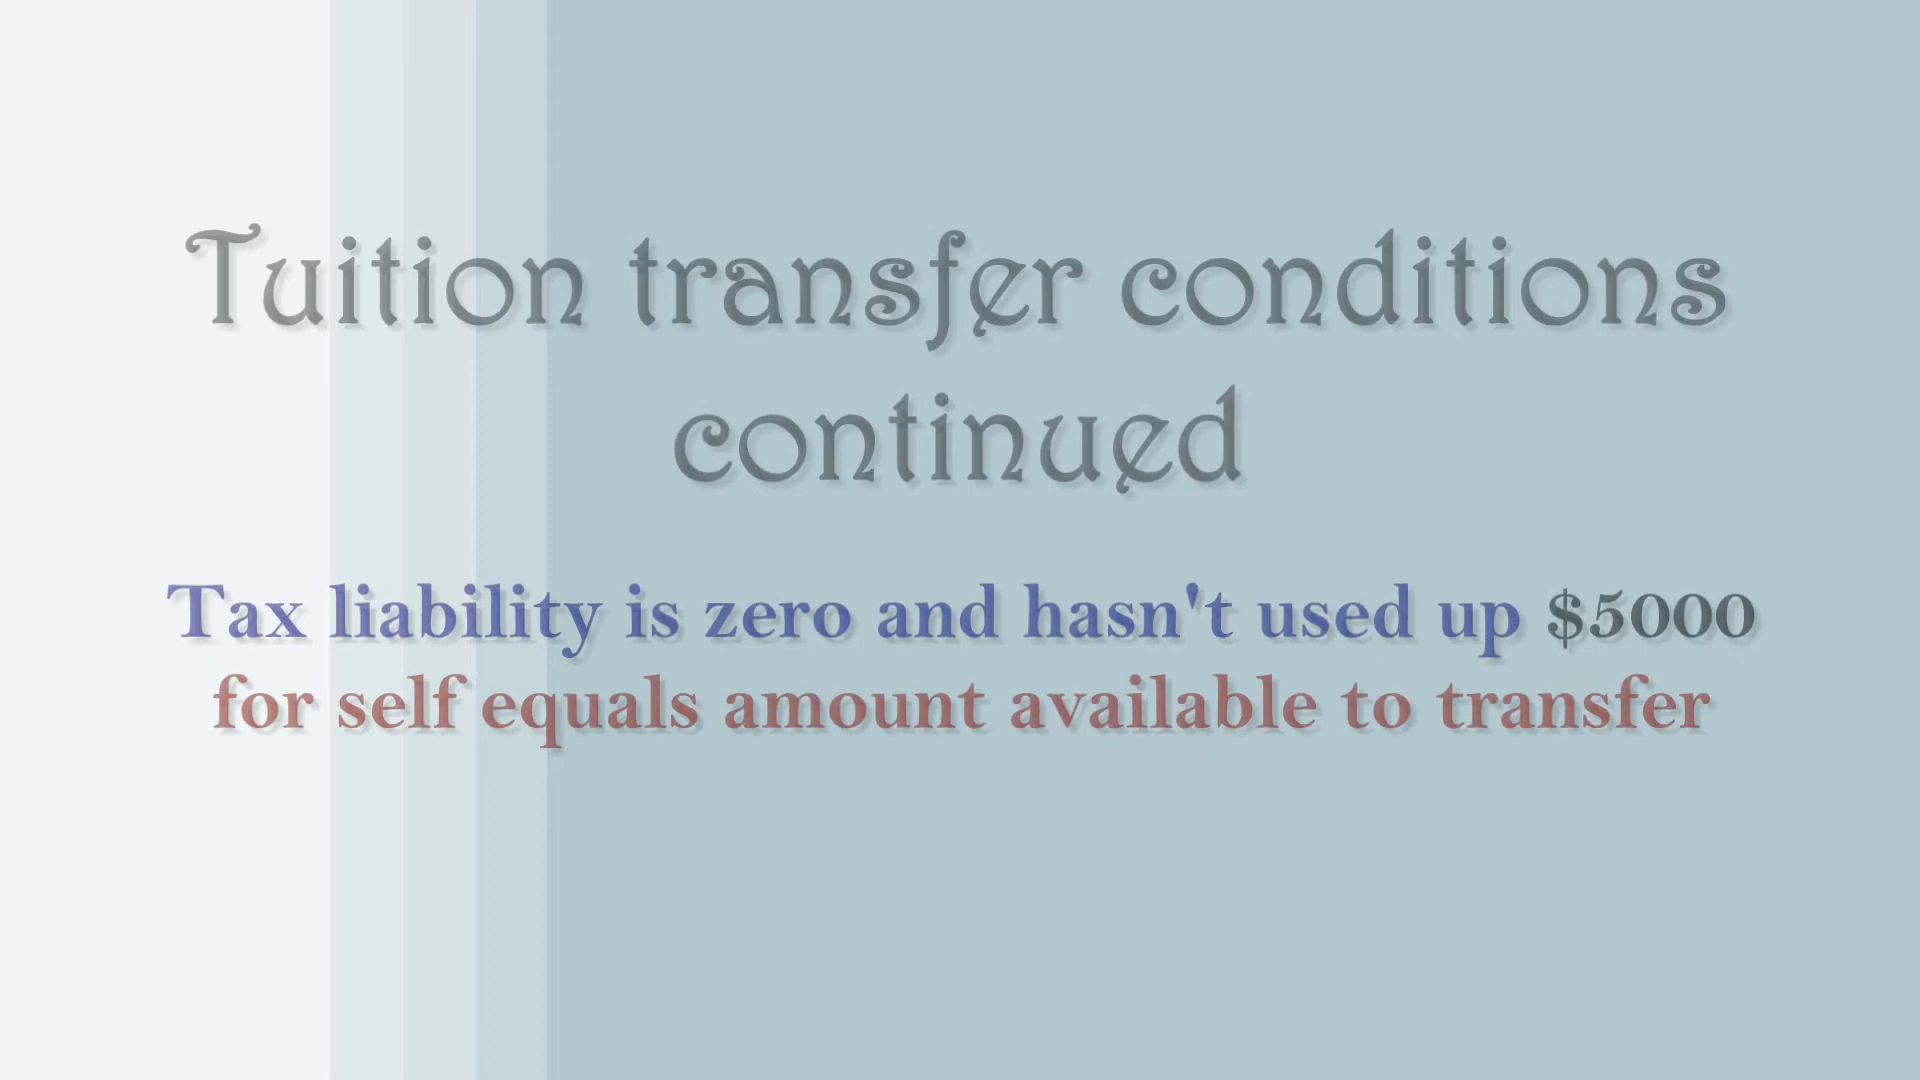 Tuition transfer conditions
continued
Tax liability is zero and hasn't used up $5000
for self equals amount available to transfer